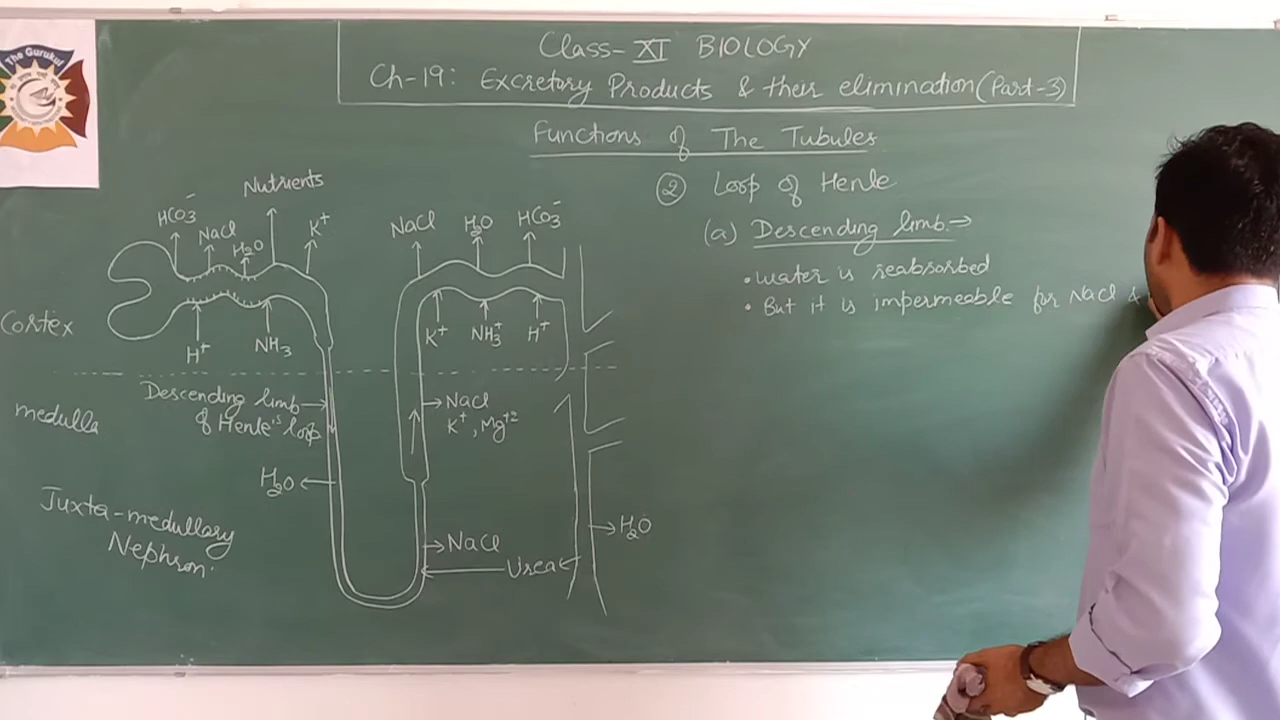 The Gurukul
Class-XI BIOLOGY
Ch-19: Excretory Products & their elimination (Part-3)
Functions of The Tubules
② Loop of Henle
(a) Descending limb:→
• water is reabsorbed
• But it is impermeable for NaCl &
Nutrients
HCO3⁻
NaCl
H2O
K⁺
H⁺
NH3
NaCl
H2O
HCO3⁻
K⁺
NH3⁺
H⁺
Cortex
medulla
Descending limb
of Henle's loop
NaCl
K⁺, Mg⁺²
H2O
Juxta-medullary
Nephron.
NaCl
Urea
H2O